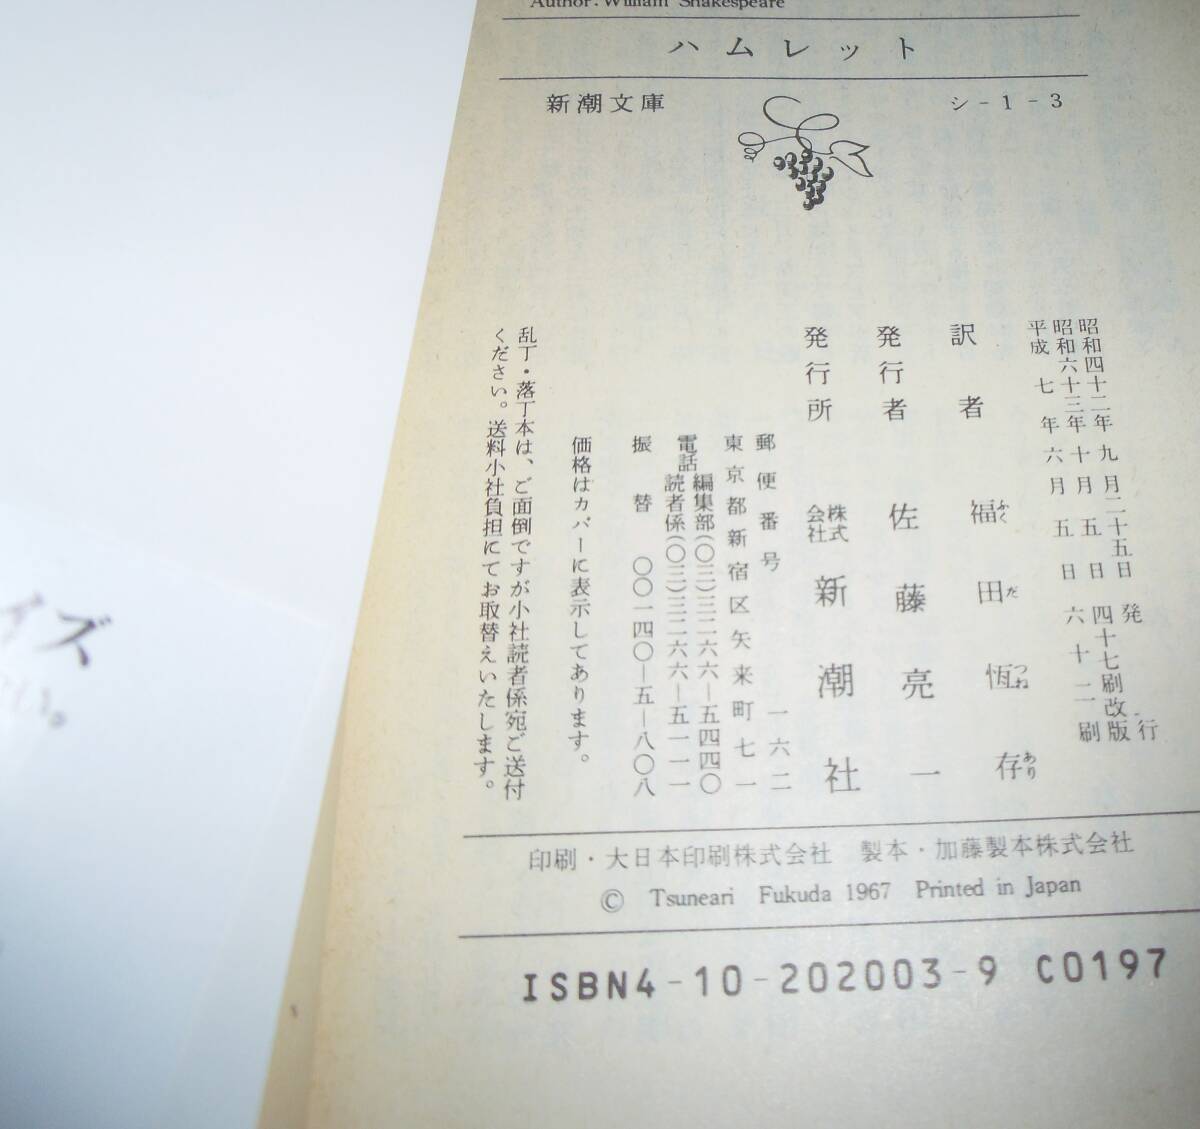 Author: William Shakespeare
ハムレット
新潮文庫
シ-1-3
昭和四十二年九月二十五日発行
昭和六十三年十月五日四十七刷改版
平成七年六月五日六十二刷
訳者 福田恆存
ふくだつねあり
発行者 佐藤亮一
発行所 株式会社 新潮社
郵便番号 一六二
東京都新宿区矢来町七一
電話 編集部(〇三)三二六六―五四四〇
読者係(〇三)三二六六―五一一一
振替 〇〇一四〇―五―八〇八
価格はカバーに表示してあります。
乱丁・落丁本は、ご面倒ですが小社読者係宛ご送付
ください。送料小社負担にてお取替えいたします。
印刷・大日本印刷株式会社 製本・加藤製本株式会社
© Tsuneari Fukuda 1967 Printed in Japan
ISBN4-10-202003-9 C0197
イズ
い。